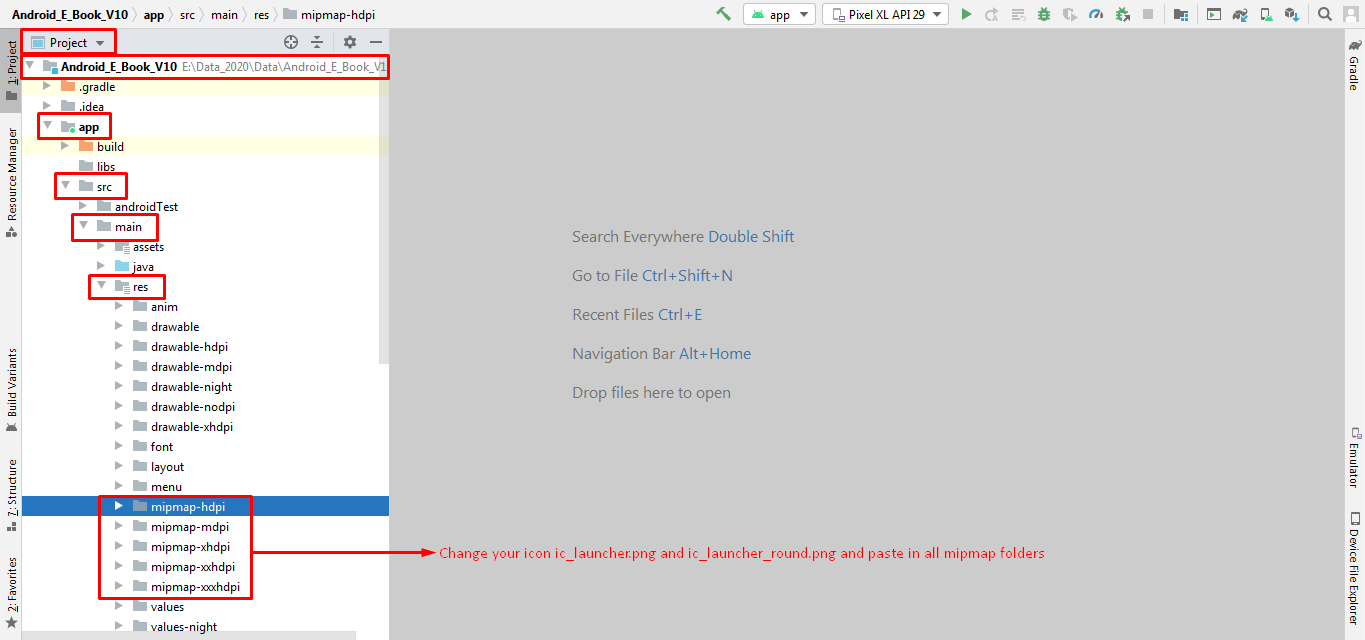 Android_E_Book_V10 app src main res mipmap-hdpi
app
Pixel XL API 29
Project
1: Project
Android_E_Book_V10 E:\Data_2020\Data\Android_E_Book_V1
.gradle
.idea
app
build
libs
src
androidTest
main
assets
java
res
anim
drawable
drawable-hdpi
drawable-mdpi
drawable-night
drawable-nodpi
drawable-xhdpi
font
layout
menu
mipmap-hdpi
mipmap-mdpi
mipmap-xhdpi
mipmap-xxhdpi
mipmap-xxxhdpi
values
values-night
Resource Manager
Build Variants
7: Structure
2: Favorites
Search Everywhere Double Shift
Go to File Ctrl+Shift+N
Recent Files Ctrl+E
Navigation Bar Alt+Home
Drop files here to open
Change your icon ic_launcher.png and ic_launcher_round.png and paste in all mipmap folders
Gradle
Emulator
Device File Explorer